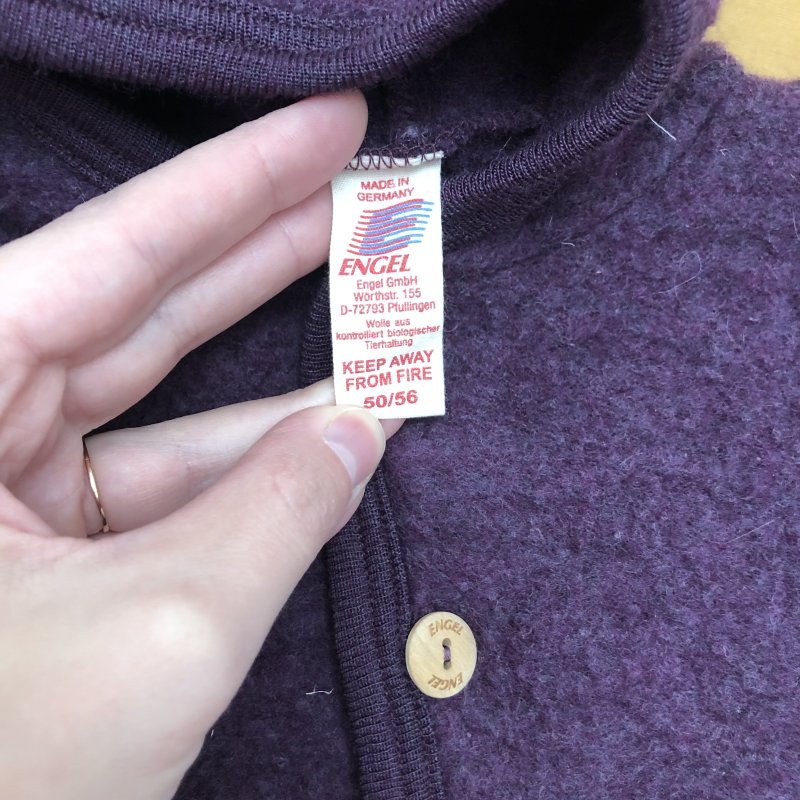 MADE IN
GERMANY
ENGEL
Engel GmbH
Wörthstr. 155
D-72793 Pfullingen
Wolle aus
kontrolliert biologischer
Tierhaltung
KEEP AWAY
FROM FIRE
50/56
ENGEL
ENGEL